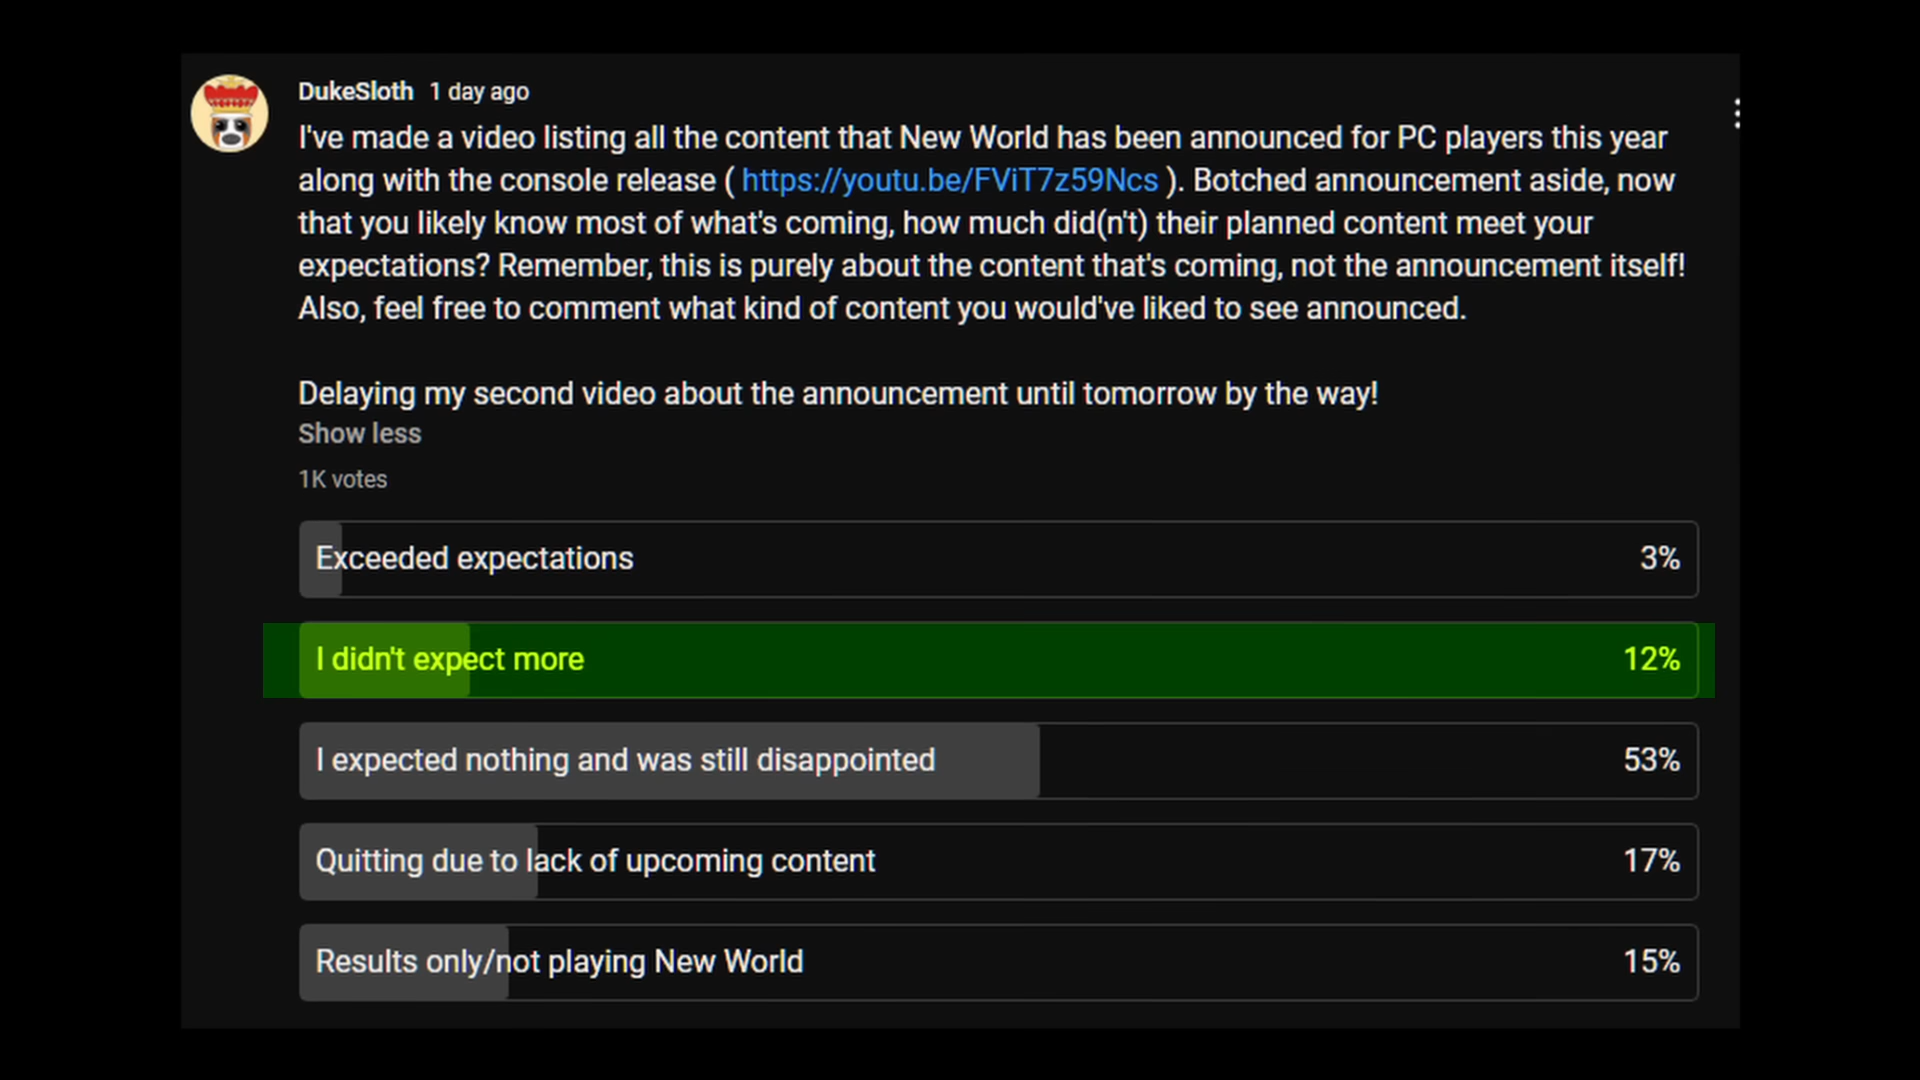 DukeSloth 1 day ago
I've made a video listing all the content that New World has been announced for PC players this year
along with the console release ( https://youtu.be/FViT7z59Ncs ). Botched announcement aside, now
that you likely know most of what's coming, how much did(n't) their planned content meet your
expectations? Remember, this is purely about the content that's coming, not the announcement itself!
Also, feel free to comment what kind of content you would've liked to see announced.
Delaying my second video about the announcement until tomorrow by the way!
Show less
1K votes
Exceeded expectations 3%
I didn't expect more 12%
I expected nothing and was still disappointed 53%
Quitting due to lack of upcoming content 17%
Results only/not playing New World 15%